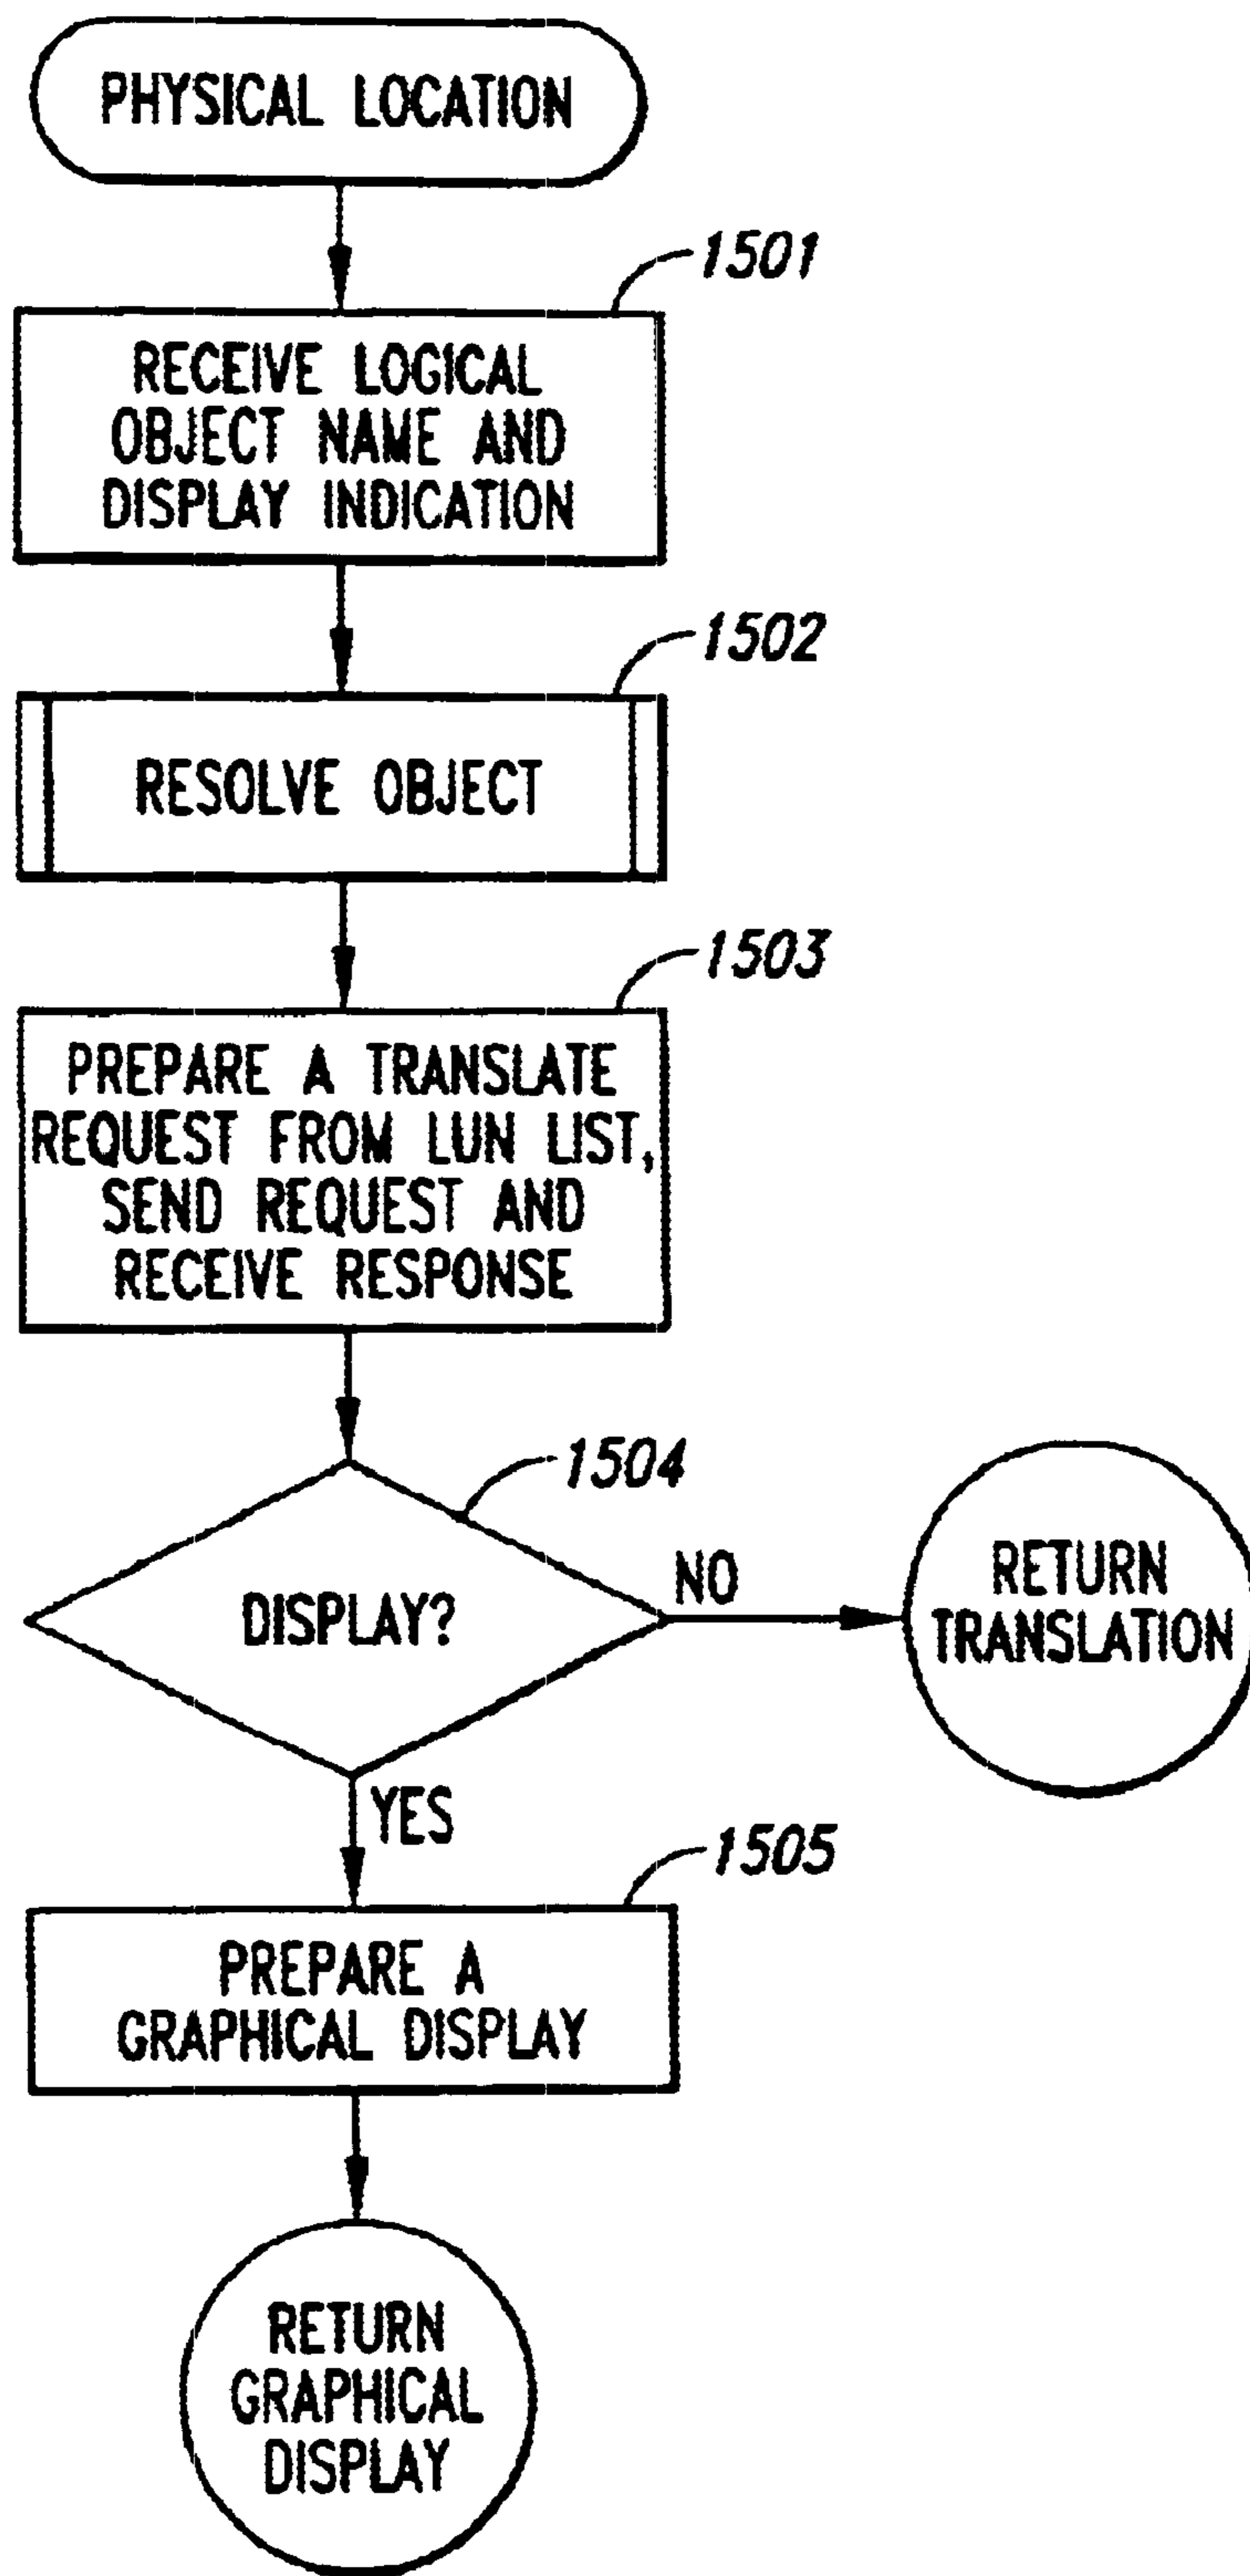 PHYSICAL LOCATION
1501
RECEIVE LOGICAL
OBJECT NAME AND
DISPLAY INDICATION
1502
RESOLVE OBJECT
1503
PREPARE A TRANSLATE
REQUEST FROM LUN LIST,
SEND REQUEST AND
RECEIVE RESPONSE
1504
DISPLAY?
NO
RETURN
TRANSLATION
YES
1505
PREPARE A
GRAPHICAL DISPLAY
RETURN
GRAPHICAL
DISPLAY